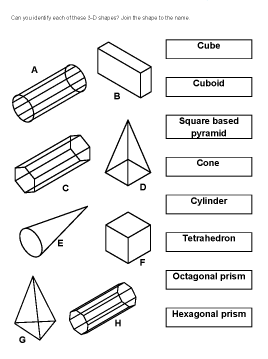 Can you identify each of these 3-D shapes? Join the shape to the name.
A
B
Cube
Cuboid
Square based
pyramid
C
D
Cone
Cylinder
E
F
Tetrahedron
Octagonal prism
G
H
Hexagonal prism